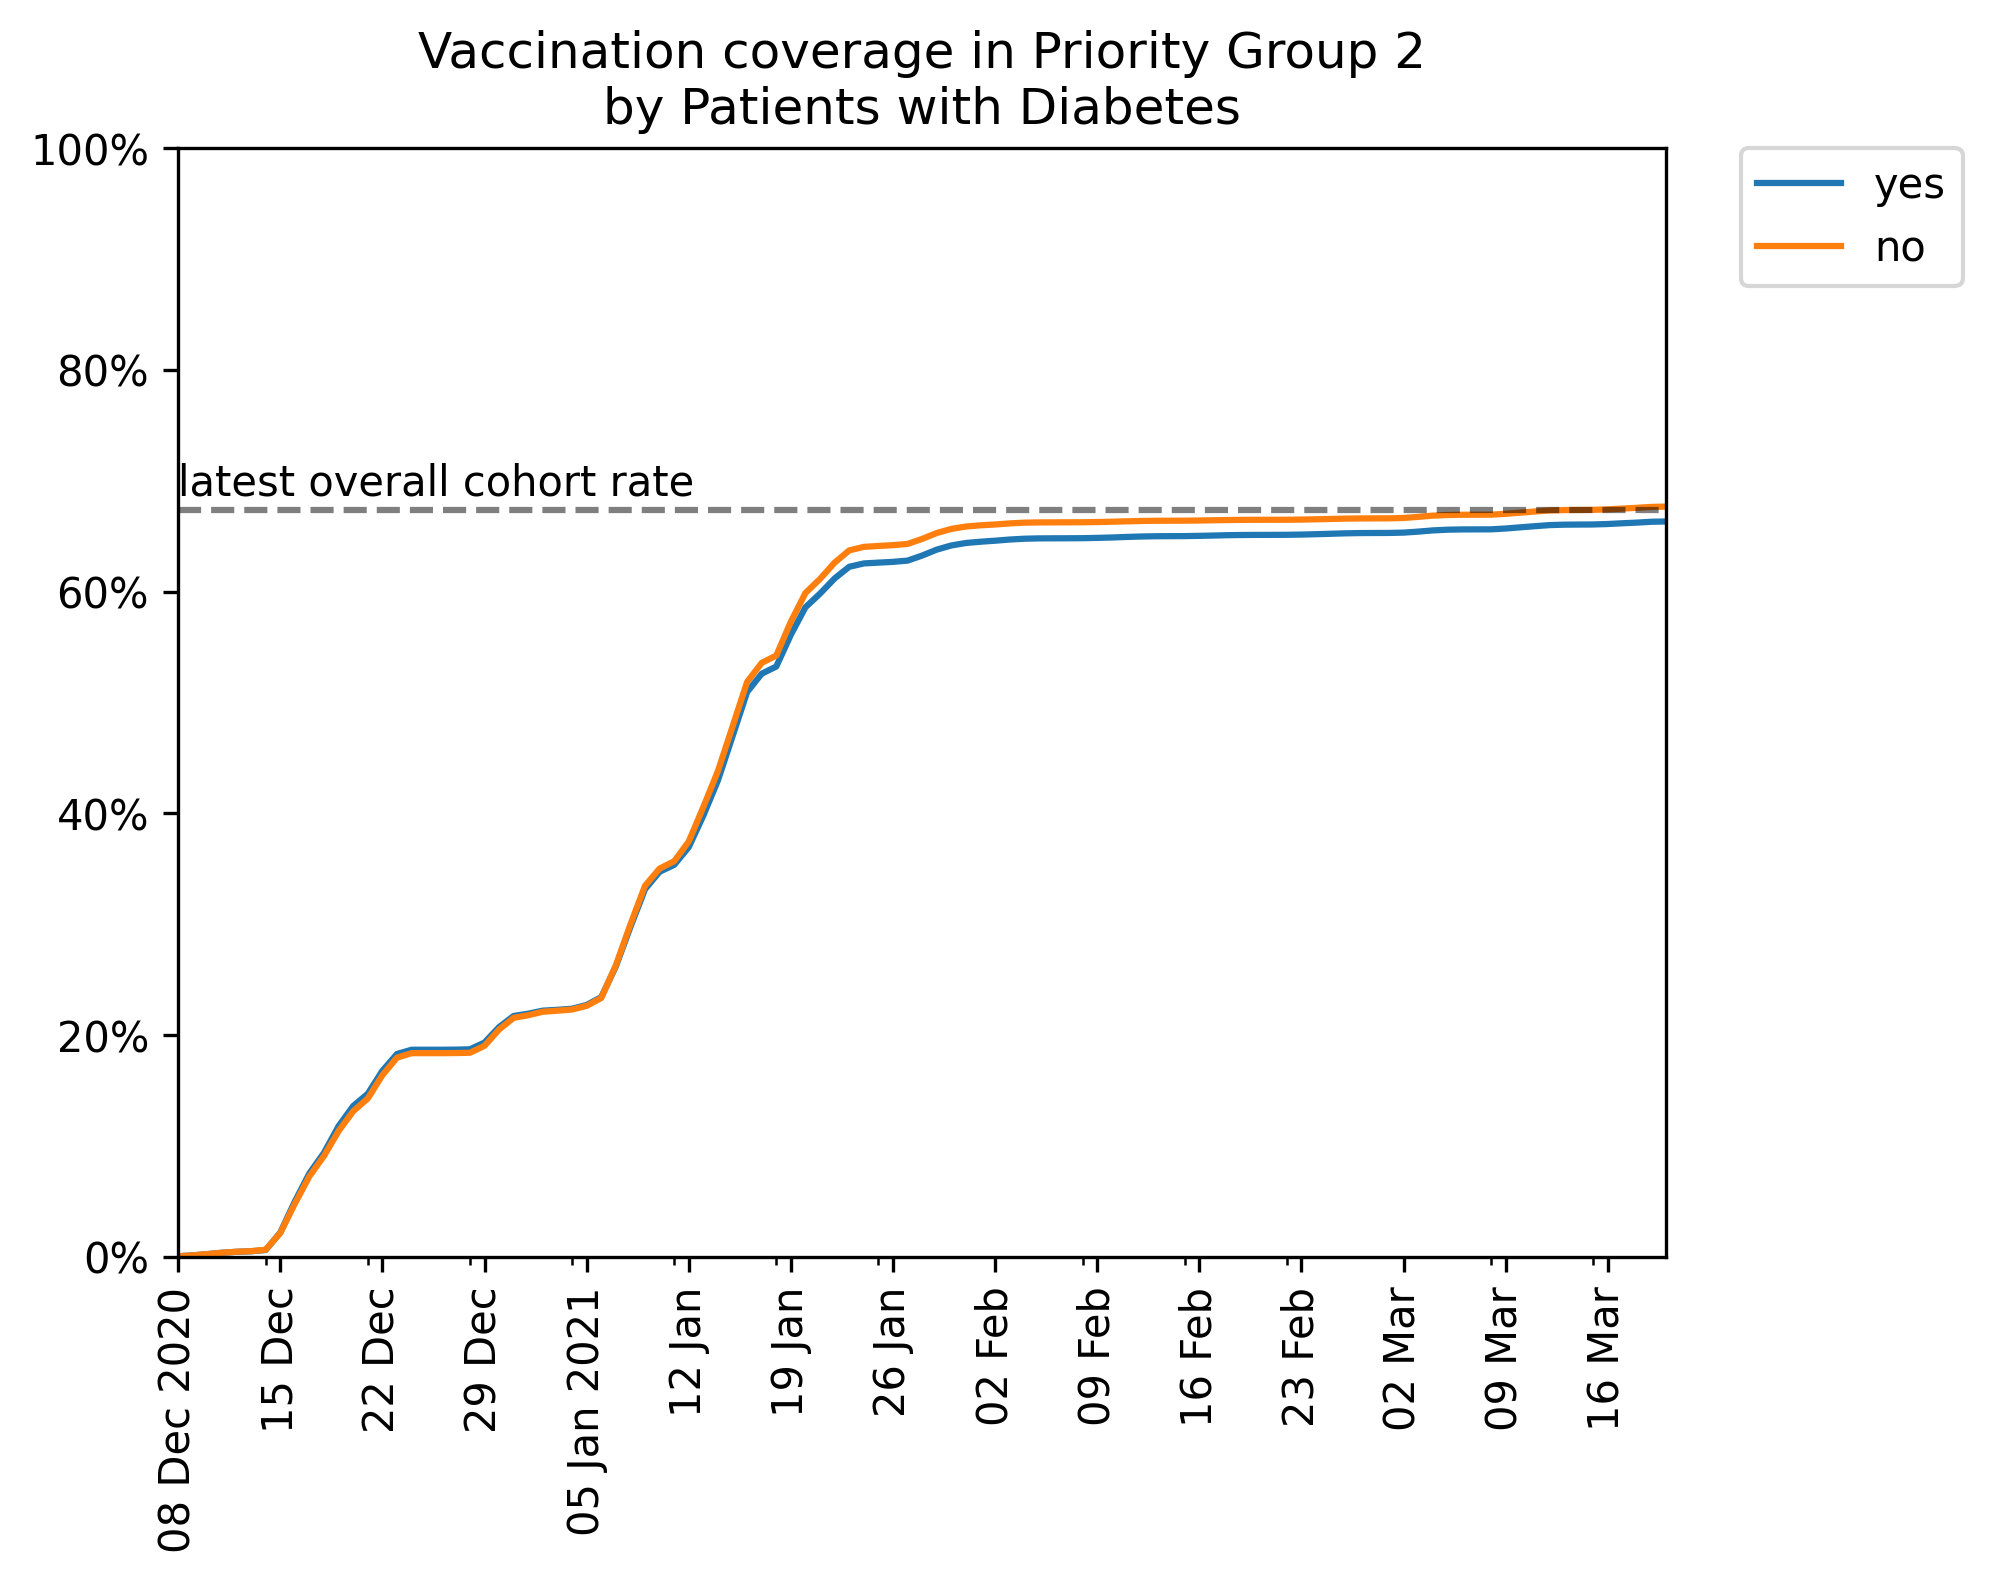 Vaccination coverage in Priority Group 2
by Patients with Diabetes
100%
80%
60%
40%
20%
0%
latest overall cohort rate
yes
no
08 Dec 2020
15 Dec
22 Dec
29 Dec
05 Jan 2021
12 Jan
19 Jan
26 Jan
02 Feb
09 Feb
16 Feb
23 Feb
02 Mar
09 Mar
16 Mar